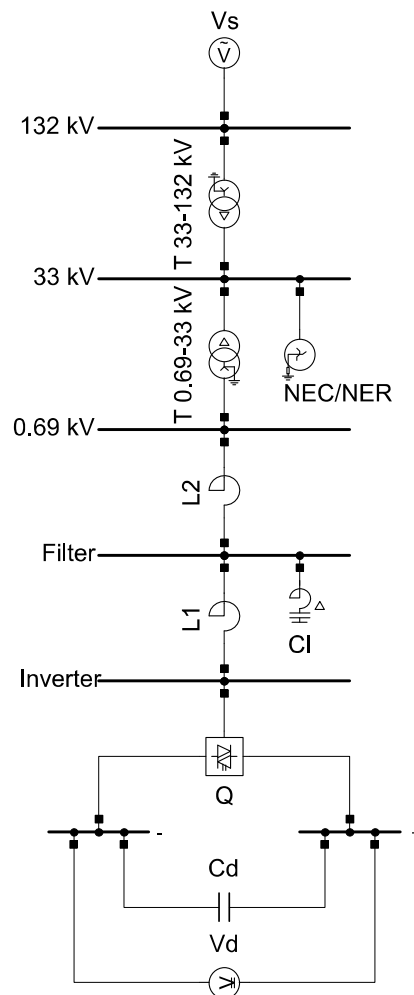 Vs
Ṽ
132 kV
T 33-132 kV
33 kV
T 0.69-33 kV
NEC/NER
0.69 kV
L2
Filter
L1
Cl
Inverter
Q
-
Cd
Vd
V